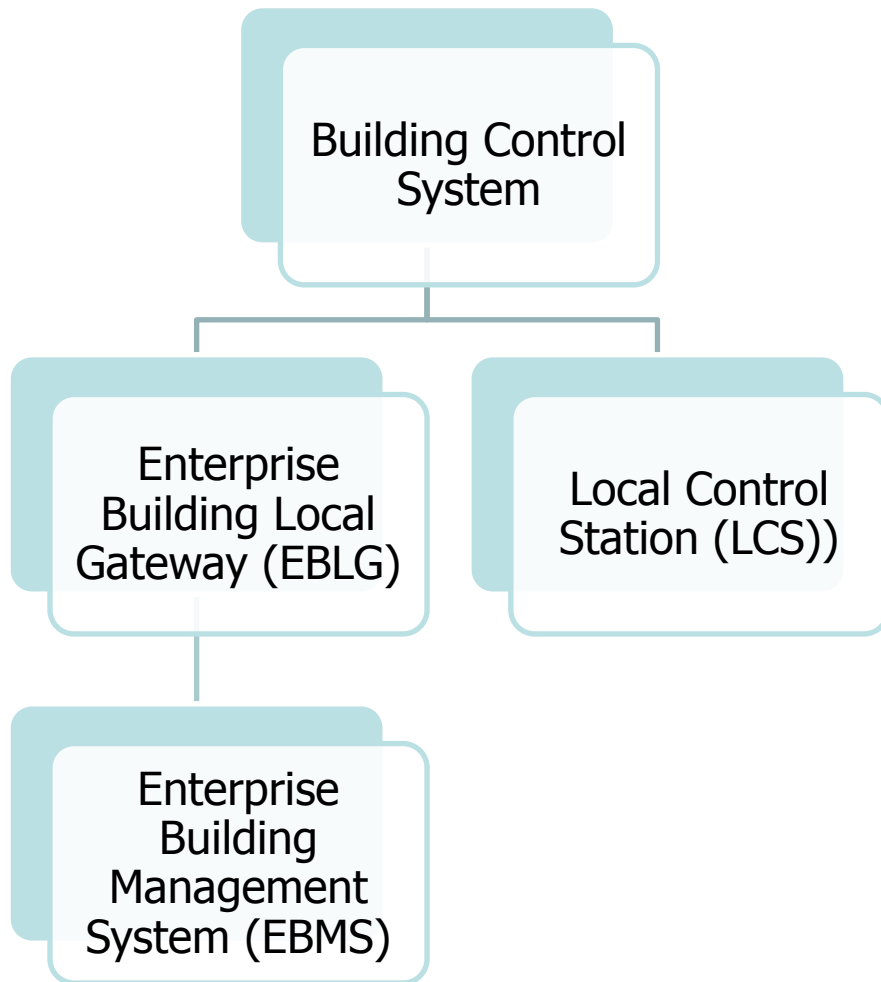 Building Control
System
Enterprise
Building Local
Gateway (EBLG)
Local Control
Station (LCS))
Enterprise
Building
Management
System (EBMS)